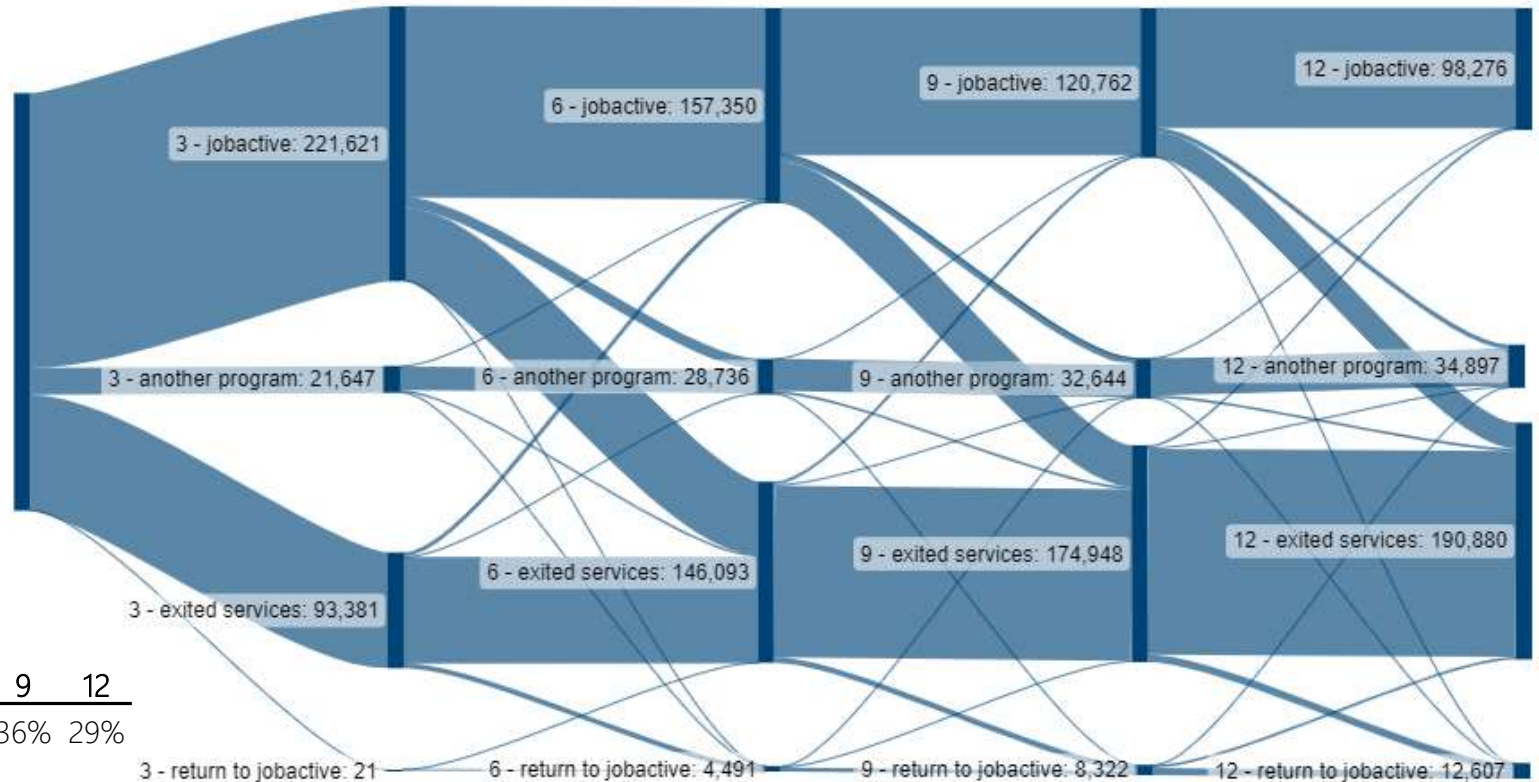 3 - jobactive: 221,621
6 - jobactive: 157,350
9 - jobactive: 120,762
12 - jobactive: 98,276
3 - another program: 21,647
6 - another program: 28,736
9 - another program: 32,644
12 - another program: 34,897
3 - exited services: 93,381
6 - exited services: 146,093
9 - exited services: 174,948
12 - exited services: 190,880
3 - return to jobactive: 21
6 - return to jobactive: 4,491
9 - return to jobactive: 8,322
12 - return to jobactive: 12,607
9 12
36% 29%